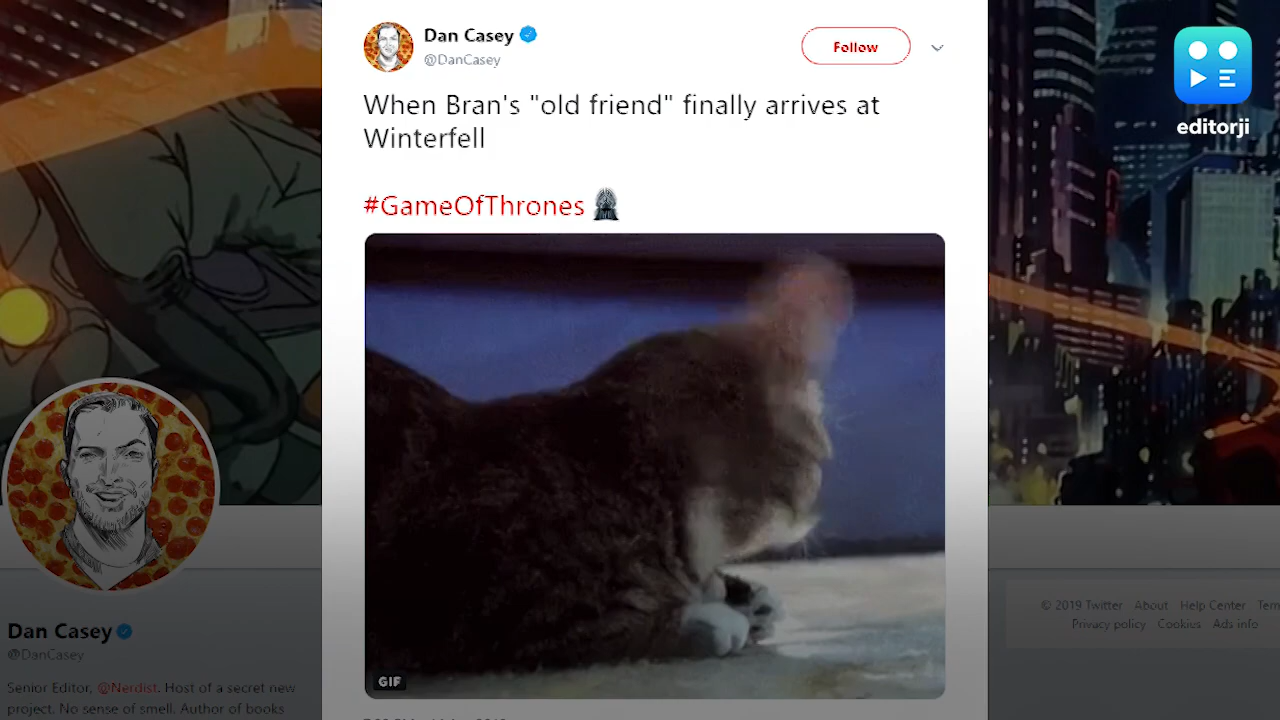 Dan Casey
@DanCasey
Follow
When Bran's "old friend" finally arrives at
Winterfell
#GameOfThrones
GIF
editorji
Dan Casey
@DanCasey
Senior Editor, @Nerdist. Host of a secret new
project. No sense of smell. Author of books
© 2019 Twitter About Help Center Tem
Privacy policy Cookies Ads info